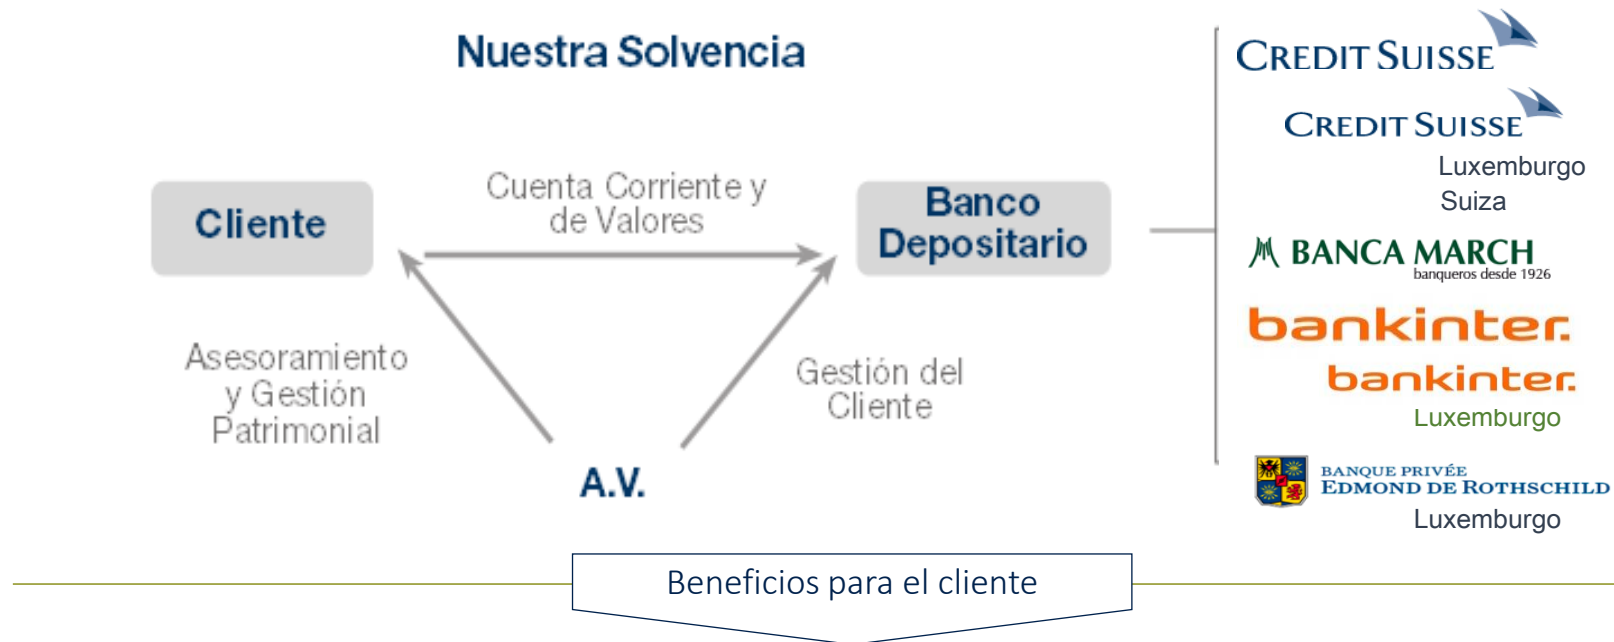 Nuestra Solvencia
Cliente
Cuenta Corriente y
de Valores
Banco
Depositario
Asesoramiento
y Gestión
Patrimonial
Gestión del
Cliente
A.V.
CREDIT SUISSE
CREDIT SUISSE
Luxemburgo
Suiza
BANCA MARCH
banqueros desde 1926
bankinter.
bankinter.
Luxemburgo
BANQUE PRIVÉE
EDMOND DE ROTHSCHILD
Luxemburgo
Beneficios para el cliente